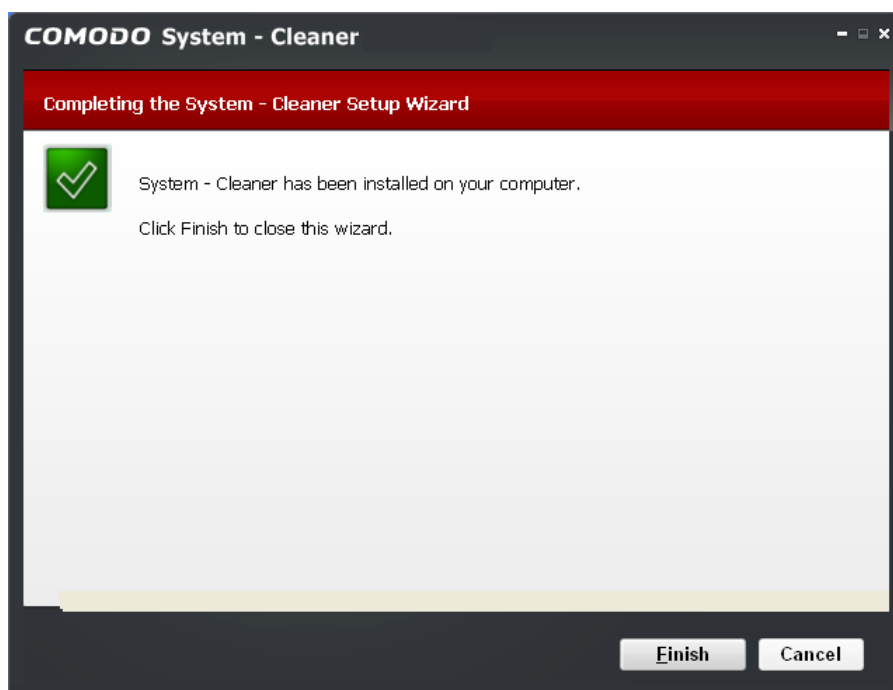 COMODO System - Cleaner
Completing the System - Cleaner Setup Wizard
System - Cleaner has been installed on your computer.
Click Finish to close this wizard.
Finish
Cancel